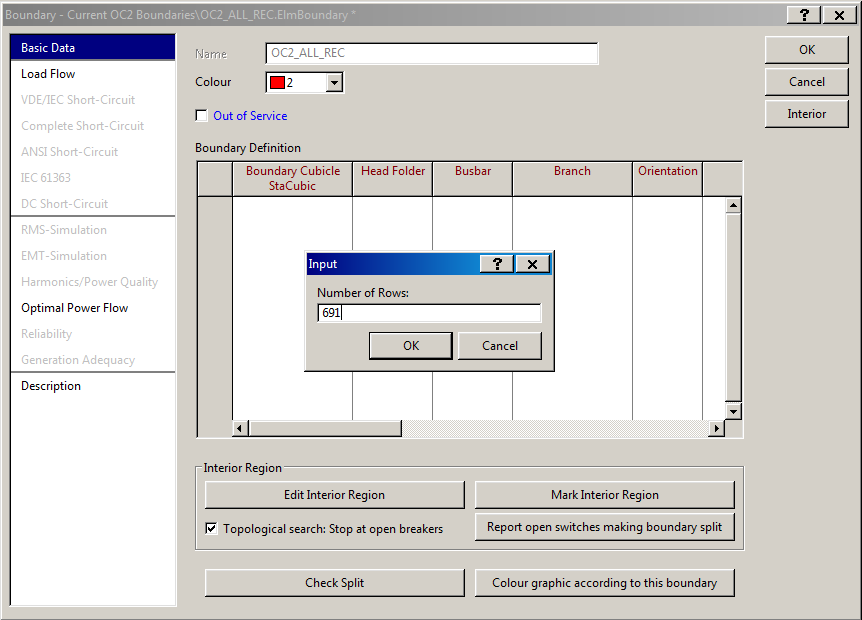 Boundary - Current OC2 Boundaries\OC2_ALL_REC.ElmBoundary *
Basic Data
Load Flow
VDE/IEC Short-Circuit
Complete Short-Circuit
ANSI Short-Circuit
IEC 61363
DC Short-Circuit
RMS-Simulation
EMT-Simulation
Harmonics/Power Quality
Optimal Power Flow
Reliability
Generation Adequacy
Description
Name
OC2_ALL_REC
Colour
2
Out of Service
Boundary Definition
Boundary Cubicle
StaCubic
Head Folder
Busbar
Branch
Orientation
Input
Number of Rows:
691
OK
Cancel
Interior Region
Edit Interior Region
Mark Interior Region
Topological search: Stop at open breakers
Report open switches making boundary split
Check Split
Colour graphic according to this boundary
OK
Cancel
Interior